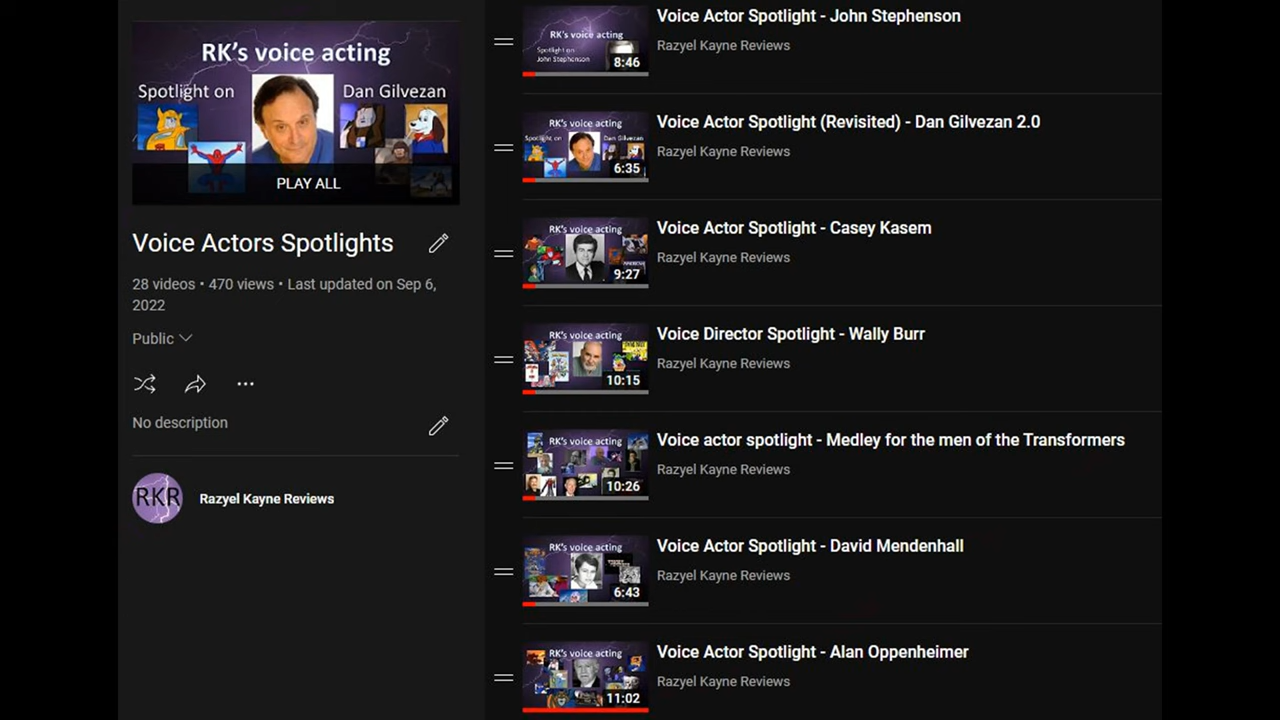 RK's voice acting
Spotlight on
Dan Gilvezan
PLAY ALL
Voice Actors Spotlights
28 videos • 470 views • Last updated on Sep 6,
2022
Public
No description
RKR
Razyel Kayne Reviews
RK's voice acting
Spotlight on
John Stephenson
8:46
Voice Actor Spotlight - John Stephenson
Razyel Kayne Reviews
RK's voice acting
Spotlight on
Dan Gilvezan
6:35
Voice Actor Spotlight (Revisited) - Dan Gilvezan 2.0
Razyel Kayne Reviews
RK's voice acting
9:27
Voice Actor Spotlight - Casey Kasem
Razyel Kayne Reviews
RK's voice acting
10:15
Voice Director Spotlight - Wally Burr
Razyel Kayne Reviews
RK's voice acting
10:26
Voice actor spotlight - Medley for the men of the Transformers
Razyel Kayne Reviews
RK's voice acting
6:43
Voice Actor Spotlight - David Mendenhall
Razyel Kayne Reviews
RK's voice acting
11:02
Voice Actor Spotlight - Alan Oppenheimer
Razyel Kayne Reviews